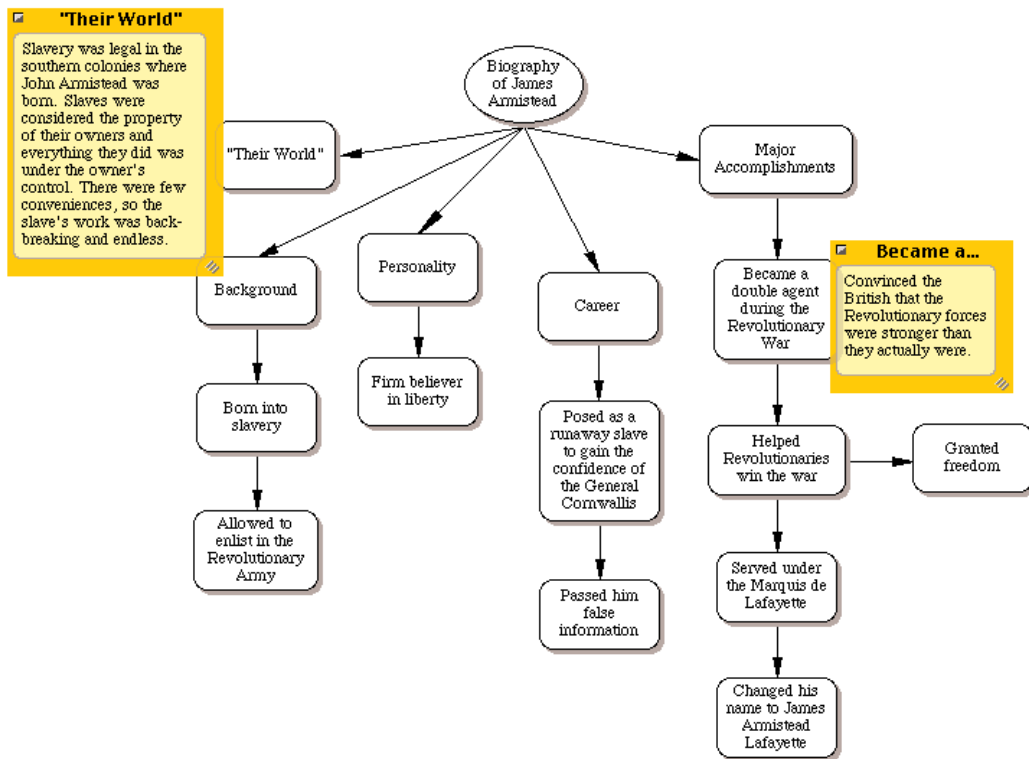 "Their World"
Slavery was legal in the
southern colonies where
John Armistead was
born. Slaves were
considered the property
of their owners and
everything they did was
under the owner's
control. There were few
conveniences, so the
slave's work was back-
breaking and endless.
Biography
of James
Armistead
"Their World"
Major
Accomplishments
Background
Personality
Career
Became a
double agent
during the
Revolutionary
War
Became a...
Convinced the
British that the
Revolutionary forces
were stronger than
they actually were.
Born into
slavery
Firm believer
in liberty
Posed as a
runaway slave
to gain the
confidence of
the General
Cornwallis
Helped
Revolutionaries
win the war
Granted
freedom
Allowed to
enlist in the
Revolutionary
Army
Passed him
false
information
Served under
the Marquis de
Lafayette
Changed his
name to James
Armistead
Lafayette